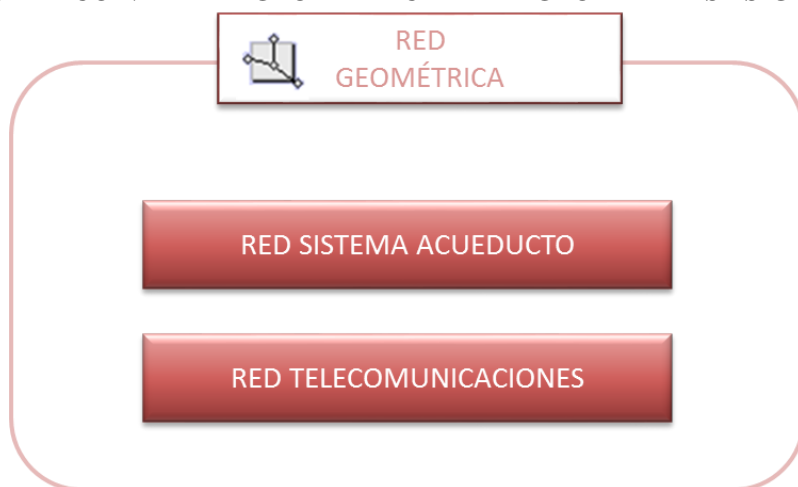 RED
GEOMÉTRICA
RED SISTEMA ACUEDUCTO
RED TELECOMUNICACIONES